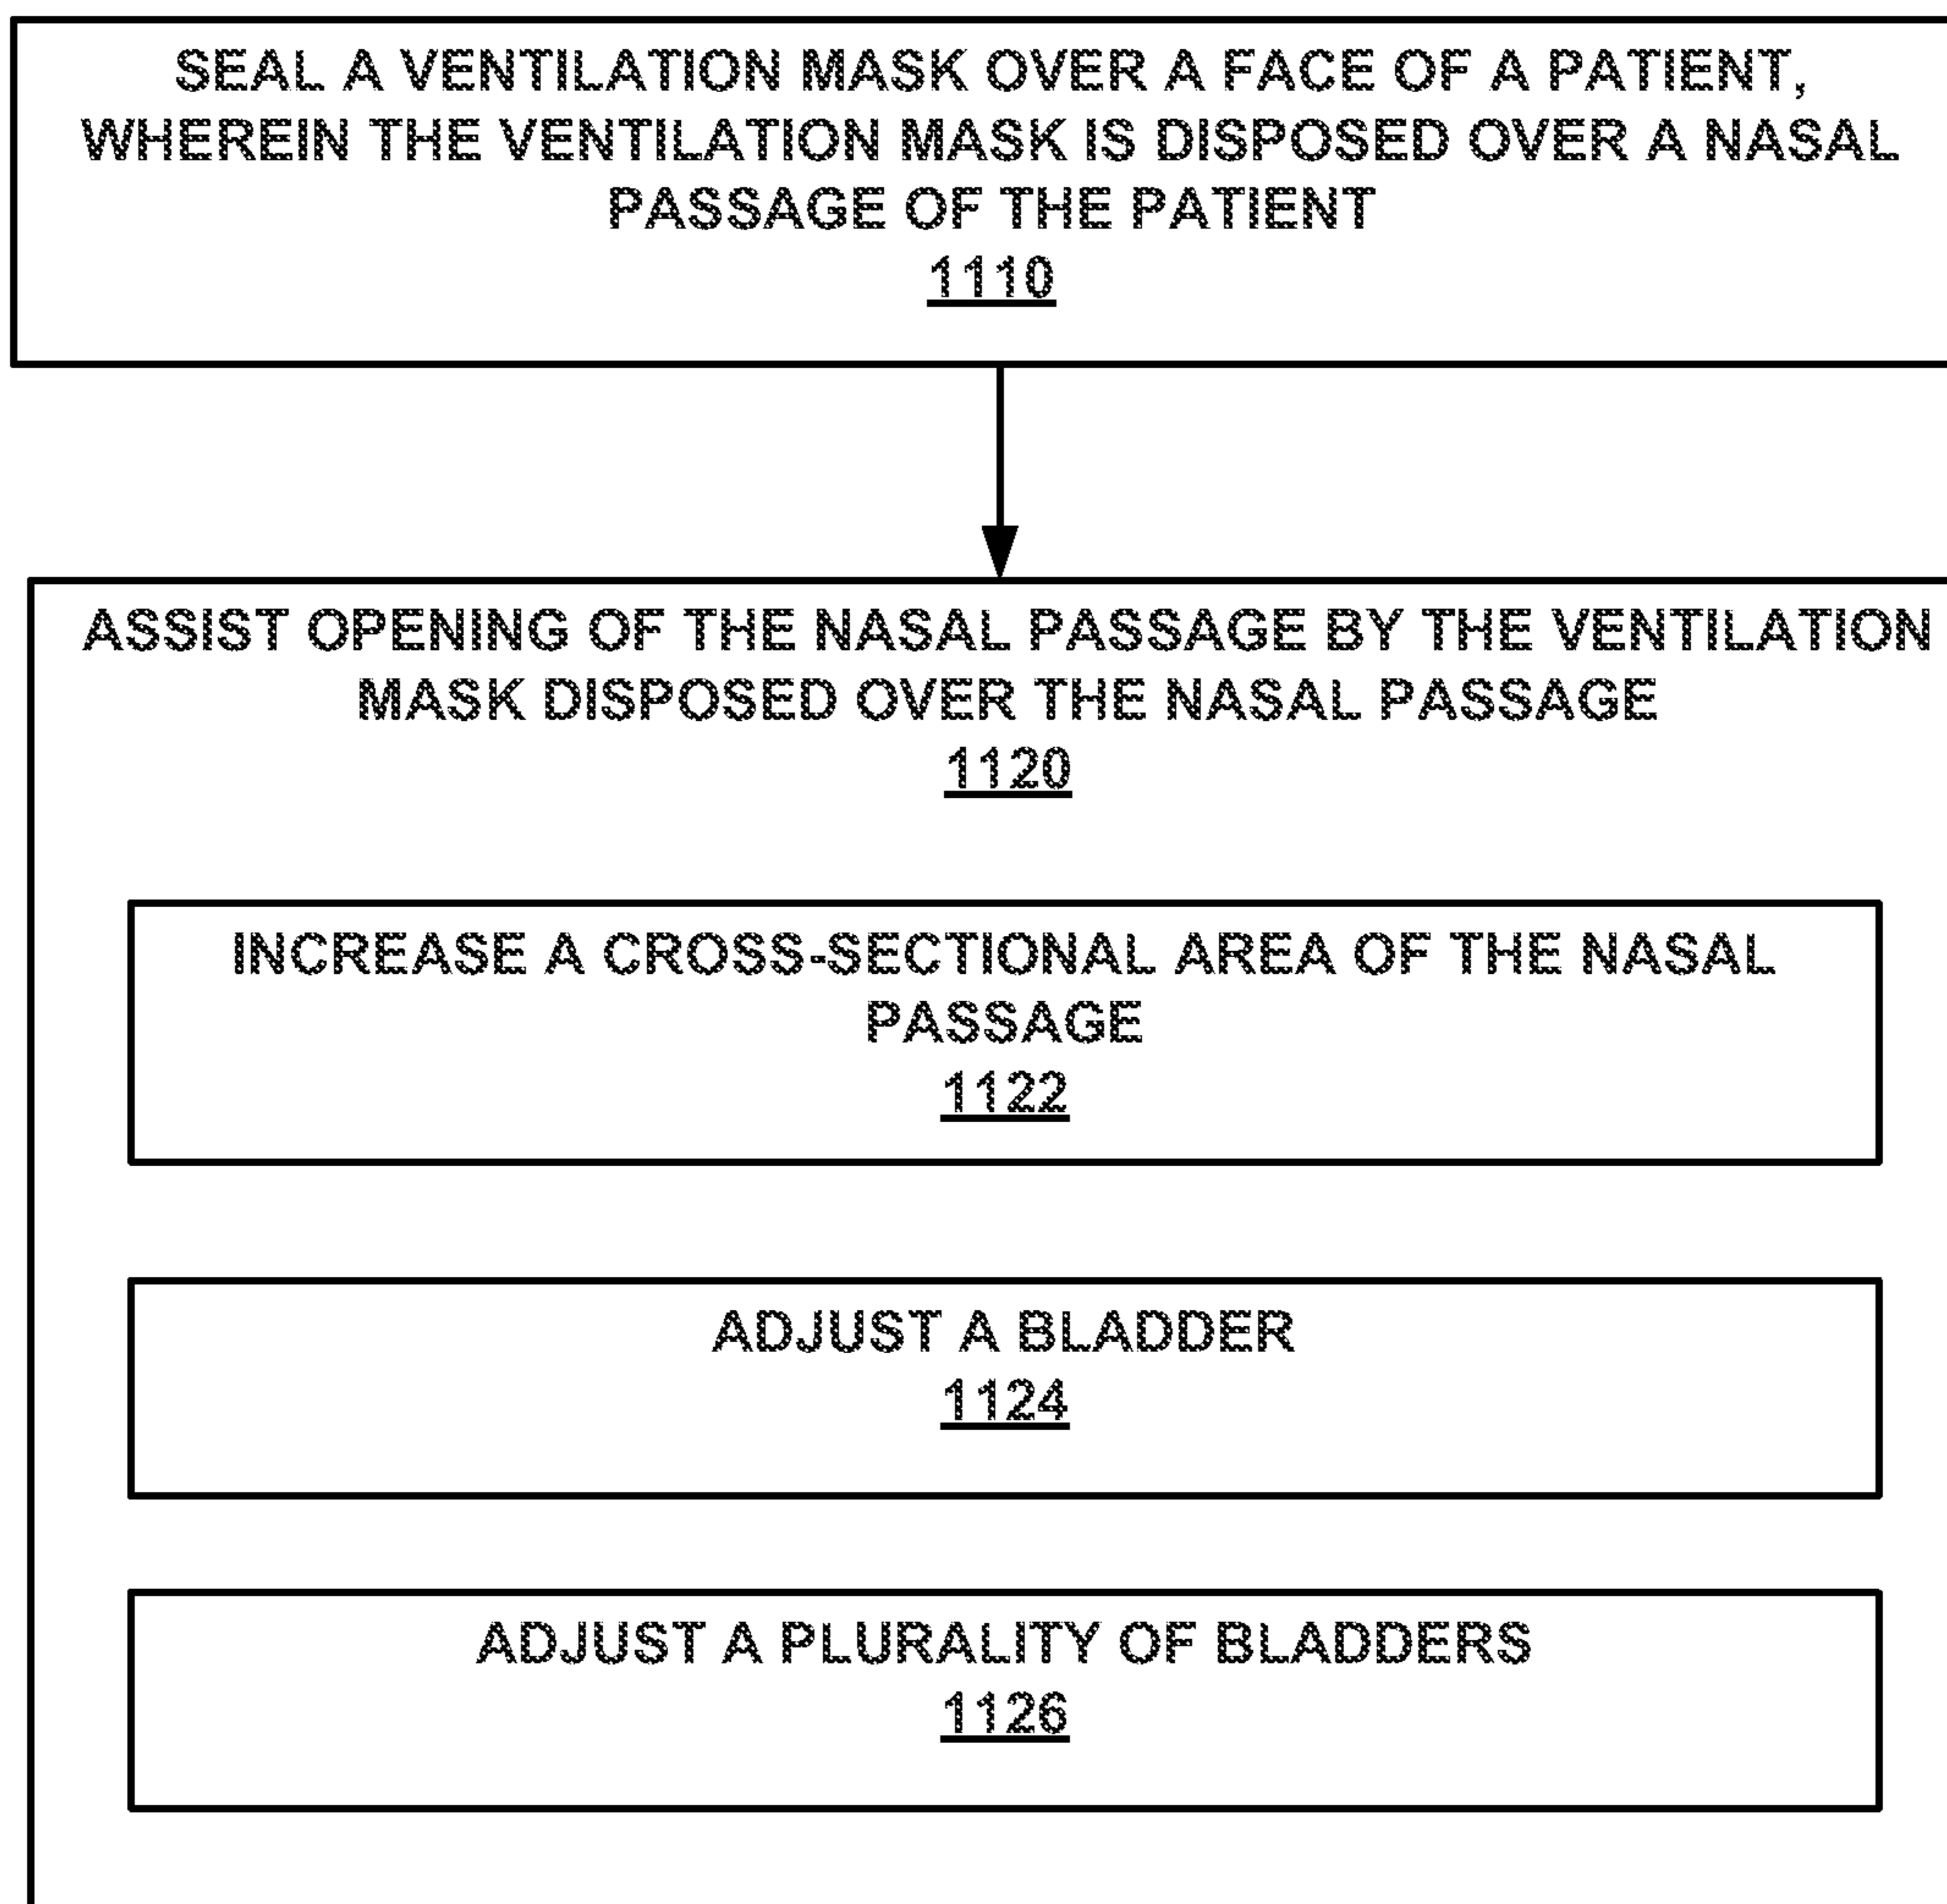 SEAL A VENTILATION MASK OVER A FACE OF A PATIENT,
WHEREIN THE VENTILATION MASK IS DISPOSED OVER A NASAL
PASSAGE OF THE PATIENT
1110
ASSIST OPENING OF THE NASAL PASSAGE BY THE VENTILATION
MASK DISPOSED OVER THE NASAL PASSAGE
1120
INCREASE A CROSS-SECTIONAL AREA OF THE NASAL
PASSAGE
1122
ADJUST A BLADDER
1124
ADJUST A PLURALITY OF BLADDERS
1126